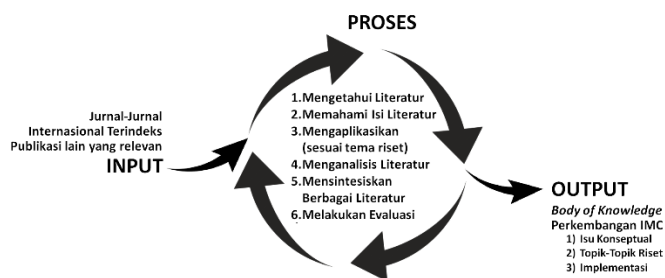 PROSES
Jurnal-Jurnal
Internasional Terindeks
Publikasi lain yang relevan
INPUT
1.Mengetahui Literatur
2.Memahami Isi Literatur
3.Mengaplikasikan
(sesuai tema riset)
4.Menganalisis Literatur
5.Mensintesiskan
Berbagai Literatur
6.Melakukan Evaluasi
OUTPUT
Body of Knowledge
Perkembangan IMC
1) Isu Konseptual
2) Topik-Topik Riset
3) Implementasi